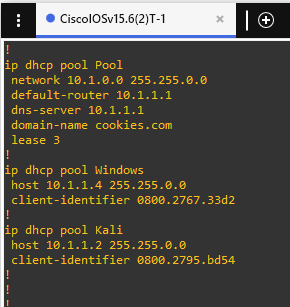 CiscoIOSv15.6(2)T-1
!
ip dhcp pool Pool
 network 10.1.0.0 255.255.0.0
 default-router 10.1.1.1
 dns-server 10.1.1.1
 domain-name cookies.com
 lease 3
!
ip dhcp pool Windows
 host 10.1.1.4 255.255.0.0
 client-identifier 0800.2767.33d2
!
ip dhcp pool Kali
 host 10.1.1.2 255.255.0.0
 client-identifier 0800.2795.bd54
!
!
!